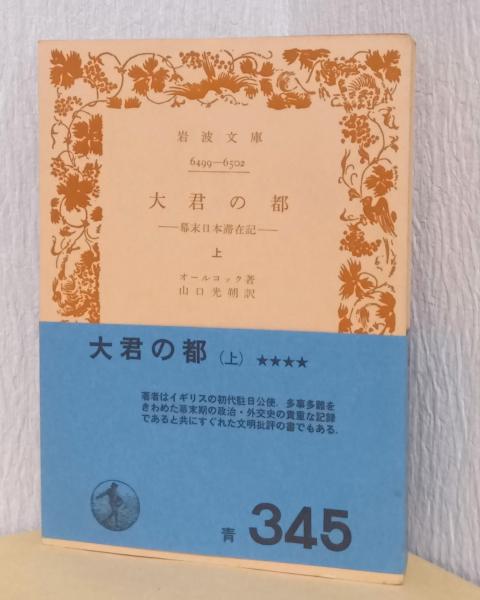 岩波文庫
6499—6502
大君の都
—幕末日本滞在記—
上
オールコック著
山口光朔訳
大君の都(上)★★★★
著者はイギリスの初代駐日公使.多事多難を
きわめた幕末期の政治・外交史の貴重な記録
であると共にすぐれた文明批評の書でもある.
青 345